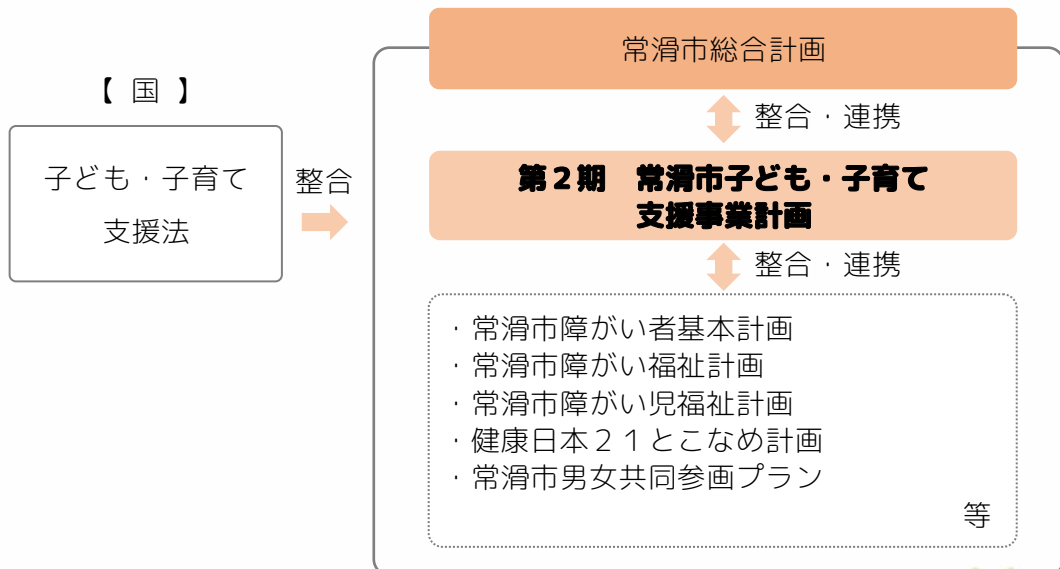 常滑市総合計画
【 国 】
整合・連携
子ども・子育て
支援法
整合
第２期　常滑市子ども・子育て
支援事業計画
整合・連携
・常滑市障がい者基本計画
・常滑市障がい福祉計画
・常滑市障がい児福祉計画
・健康日本２１とこなめ計画
・常滑市男女共同参画プラン
等